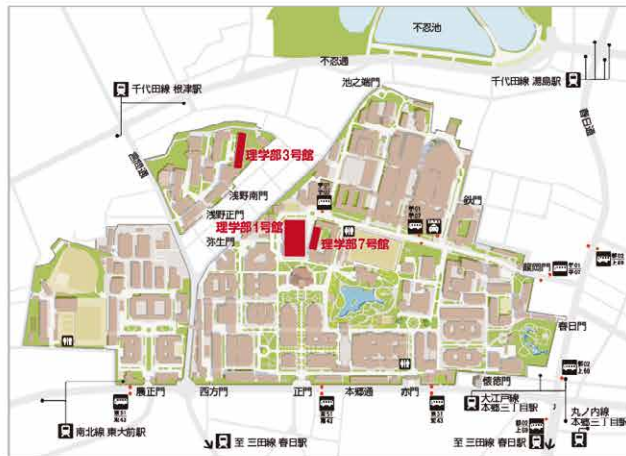 不忍池
不忍通
池之端門
千代田線 湯島駅
千代田線 根津駅
春日通
理学部3号館
浅野南門
鉄門
浅野正門
理学部1号館
弥生門
理学部7号館
龍岡門
春日門
懐徳門
農正門
西方門
正門
本郷通
赤門
大江戸線
本郷三丁目駅
丸ノ内線
本郷三丁目駅
南北線 東大前駅
至 三田線 春日駅
至 三田線 春日駅